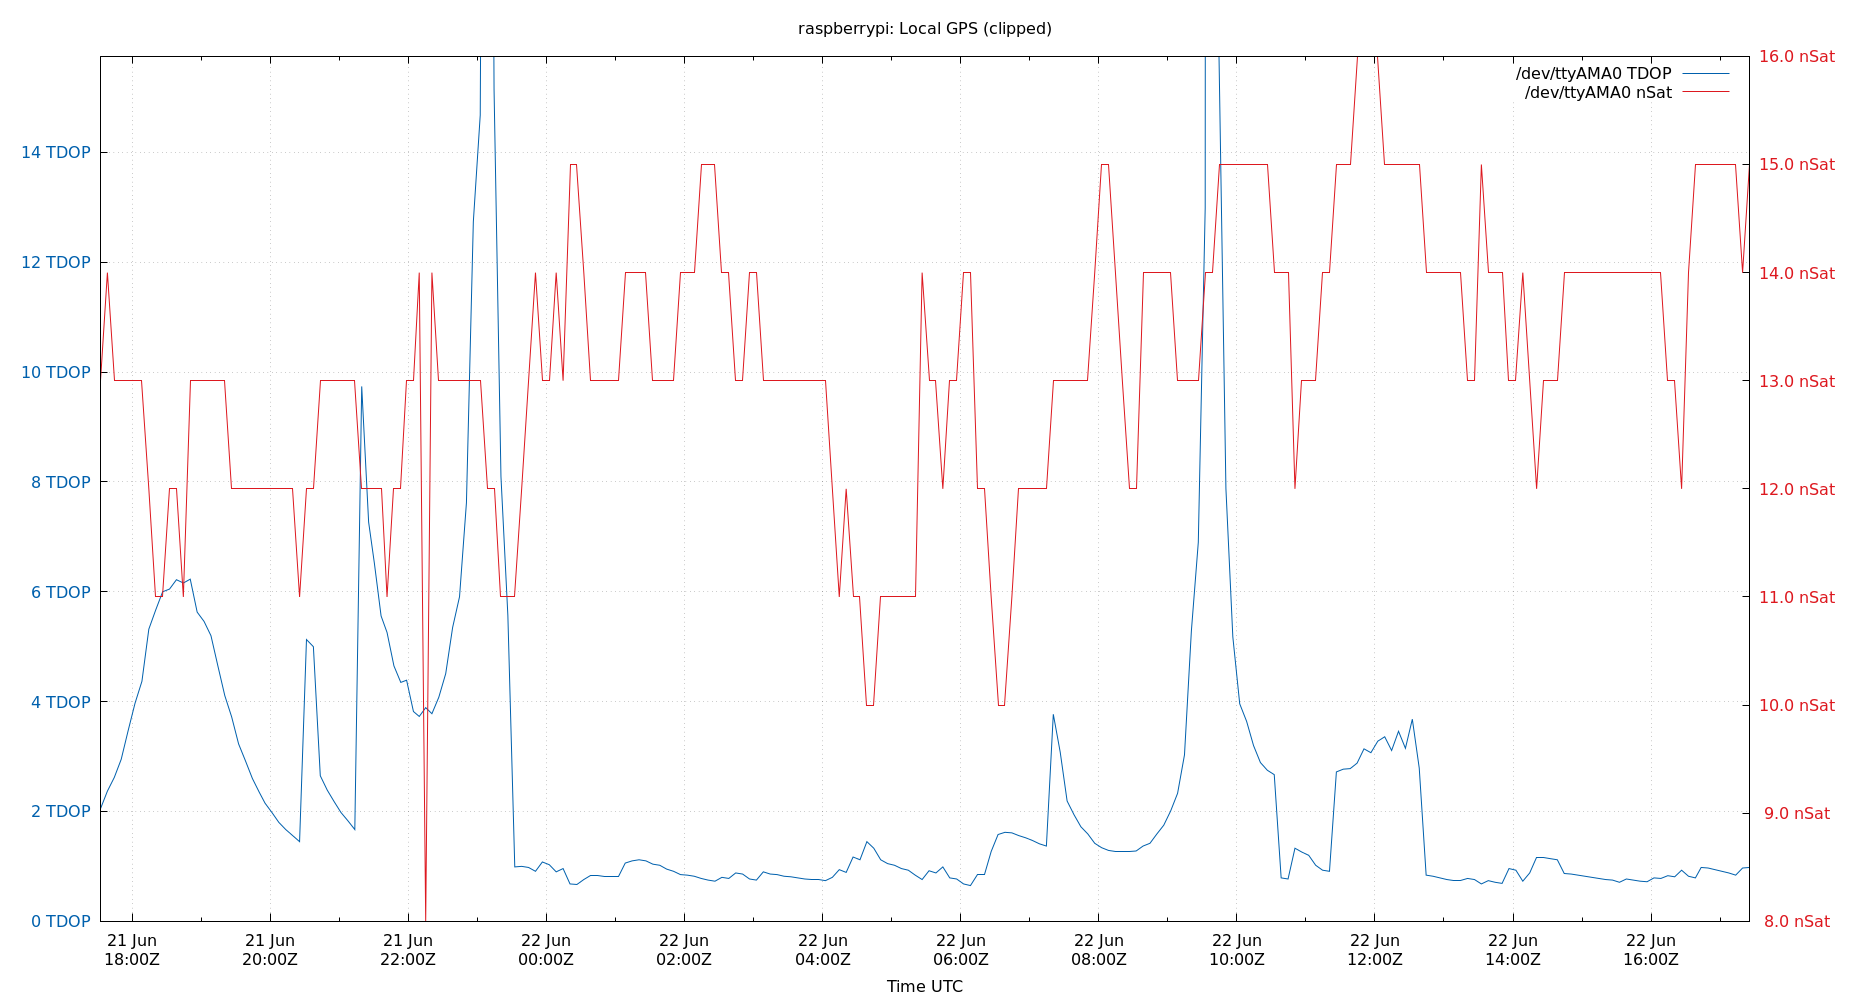 raspberrypi: Local GPS (clipped)
/dev/ttyAMA0 TDOP
/dev/ttyAMA0 nSat
14 TDOP
12 TDOP
10 TDOP
8 TDOP
6 TDOP
4 TDOP
2 TDOP
0 TDOP
16.0 nSat
15.0 nSat
14.0 nSat
13.0 nSat
12.0 nSat
11.0 nSat
10.0 nSat
9.0 nSat
8.0 nSat
21 Jun 18:00Z
21 Jun 20:00Z
21 Jun 22:00Z
22 Jun 00:00Z
22 Jun 02:00Z
22 Jun 04:00Z
22 Jun 06:00Z
22 Jun 08:00Z
22 Jun 10:00Z
22 Jun 12:00Z
22 Jun 14:00Z
22 Jun 16:00Z
Time UTC